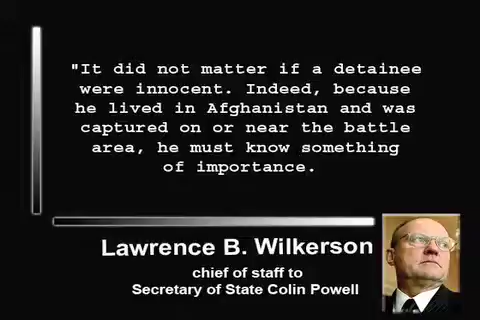 "It did not matter if a detainee
were innocent. Indeed, because
he lived in Afghanistan and was
captured on or near the battle
area, he must know something
of importance.
Lawrence B. Wilkerson
chief of staff to
Secretary of State Colin Powell